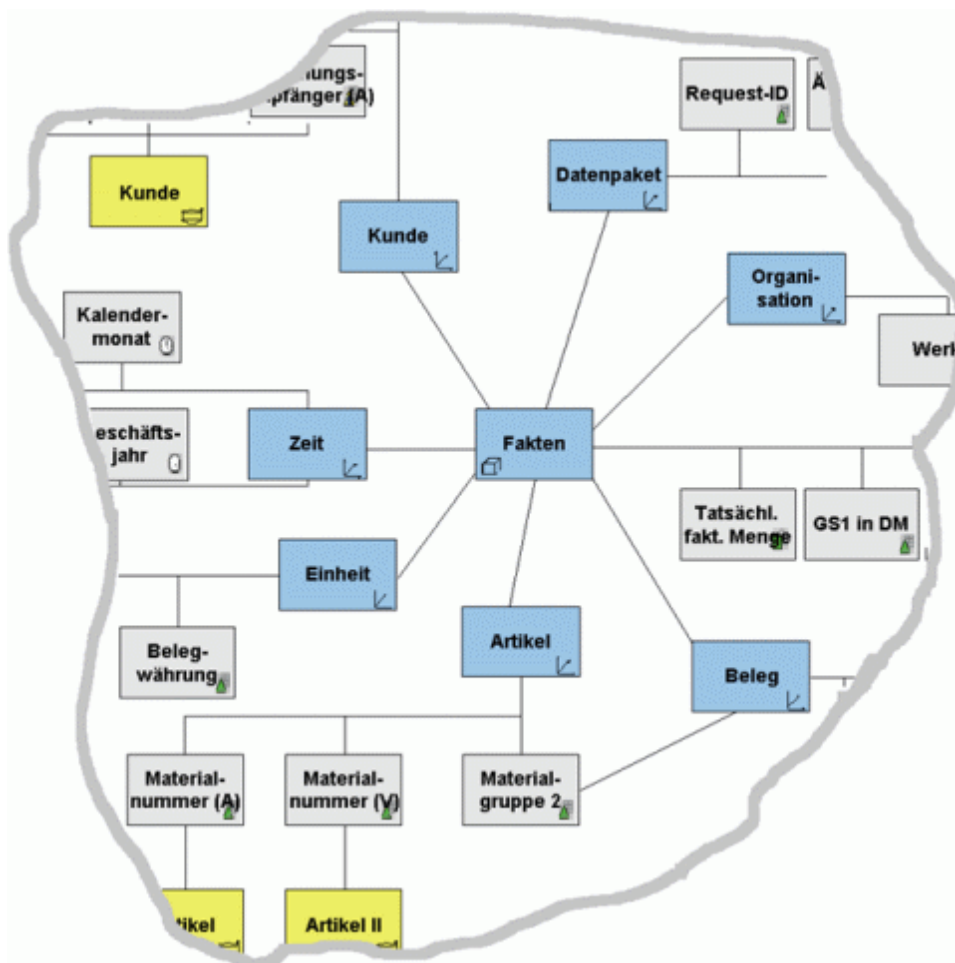 (A)
Request-ID
Kunde
Kunde
Datenpaket
Organi-
sation
Kalender-
monat
Werk
jahr
Zeit
Fakten
Tatsächl.
fakt. Menge
GS1 in DM
Einheit
Beleg-
währung
Artikel
Beleg
Material-
nummer (A)
Material-
nummer (V)
Material-
gruppe 2
Artikel II